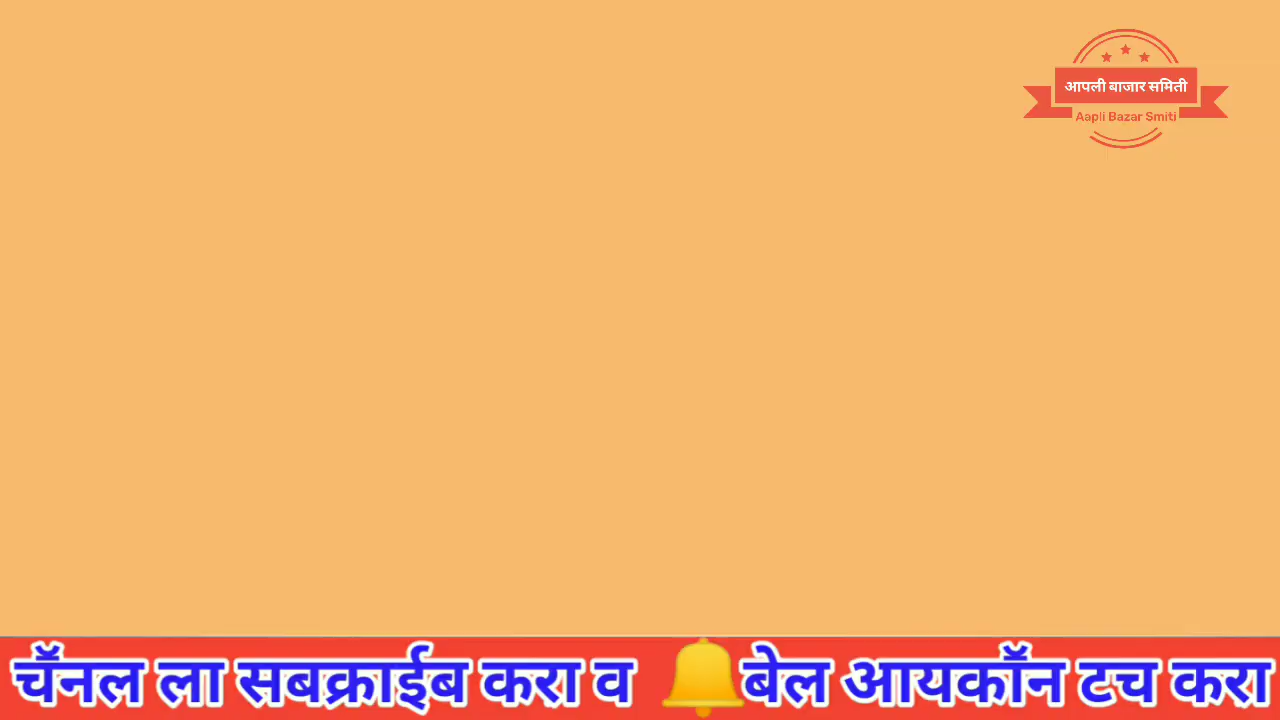 आपली बाजार समिती
Aapli Bazar Smiti
चॅंनल ला सबक्राईब करा व 🔔बेल आयकॉंन टच करा